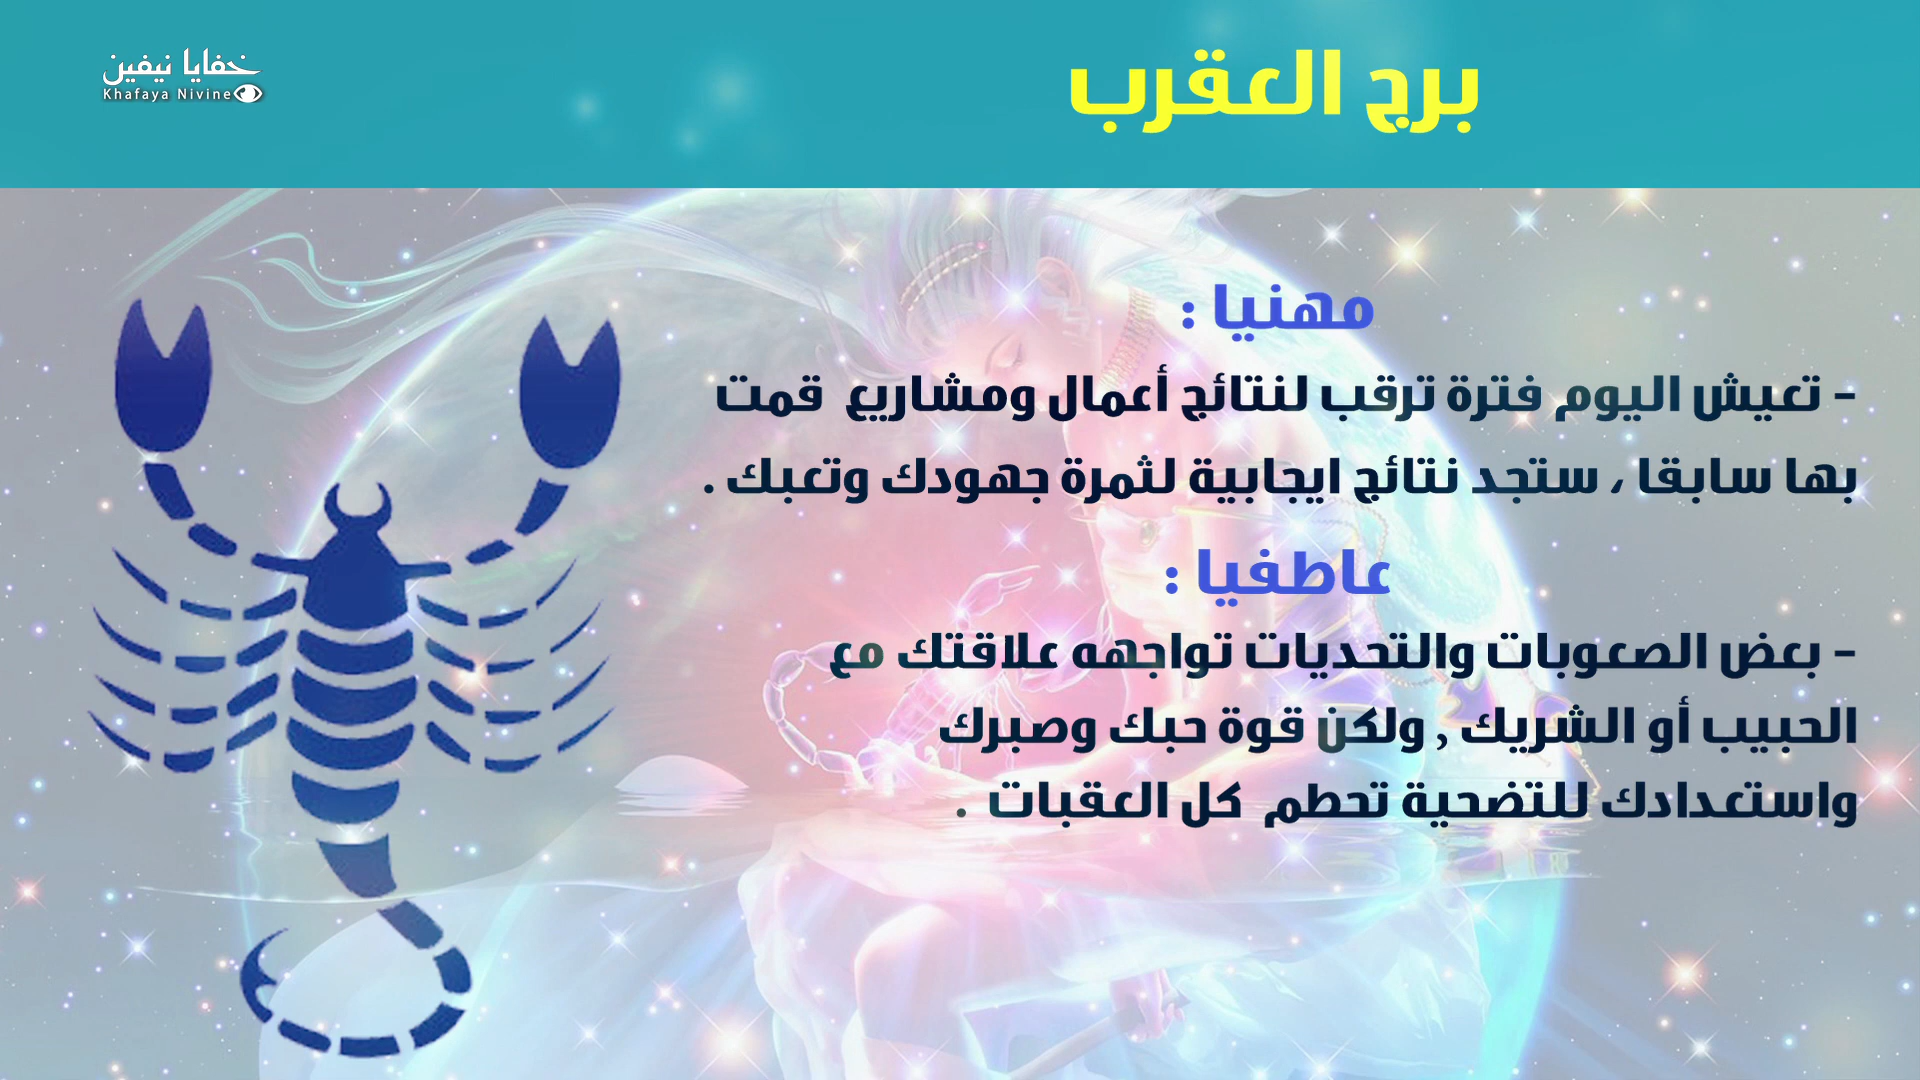 برج العقرب
خفايا نيفين
Khafaya Nivine
مهنيا :
- تعيش اليوم فترة ترقب لنتائج أعمال ومشاريع قمت
بها سابقا ، ستجد نتائج ايجابية لثمرة جهودك وتعبك .
عاطفيا :
- بعض الصعوبات والتحديات تواجهه علاقتك مع
الحبيب أو الشريك , ولكن قوة حبك وصبرك
واستعدادك للتضحية تحطم كل العقبات .